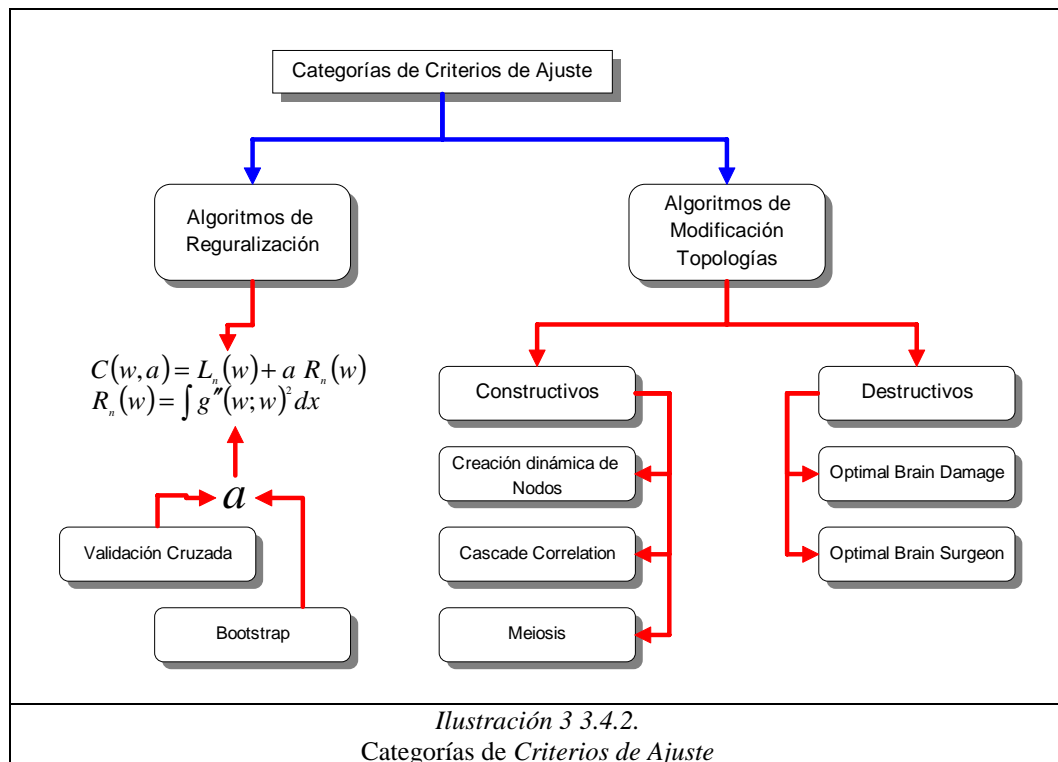 Categorías de Criterios de Ajuste
Algoritmos de
Reguralización
Algoritmos de
Modificación
Topologías
C(w,a) = L_n(w) + a R_n(w)
R_n(w) = ∫ g″(w; w)² dx
a
Validación Cruzada
Bootstrap
Constructivos
Creación dinámica de
Nodos
Cascade Correlation
Meiosis
Destructivos
Optimal Brain Damage
Optimal Brain Surgeon
Ilustración 3 3.4.2.
Categorías de Criterios de Ajuste